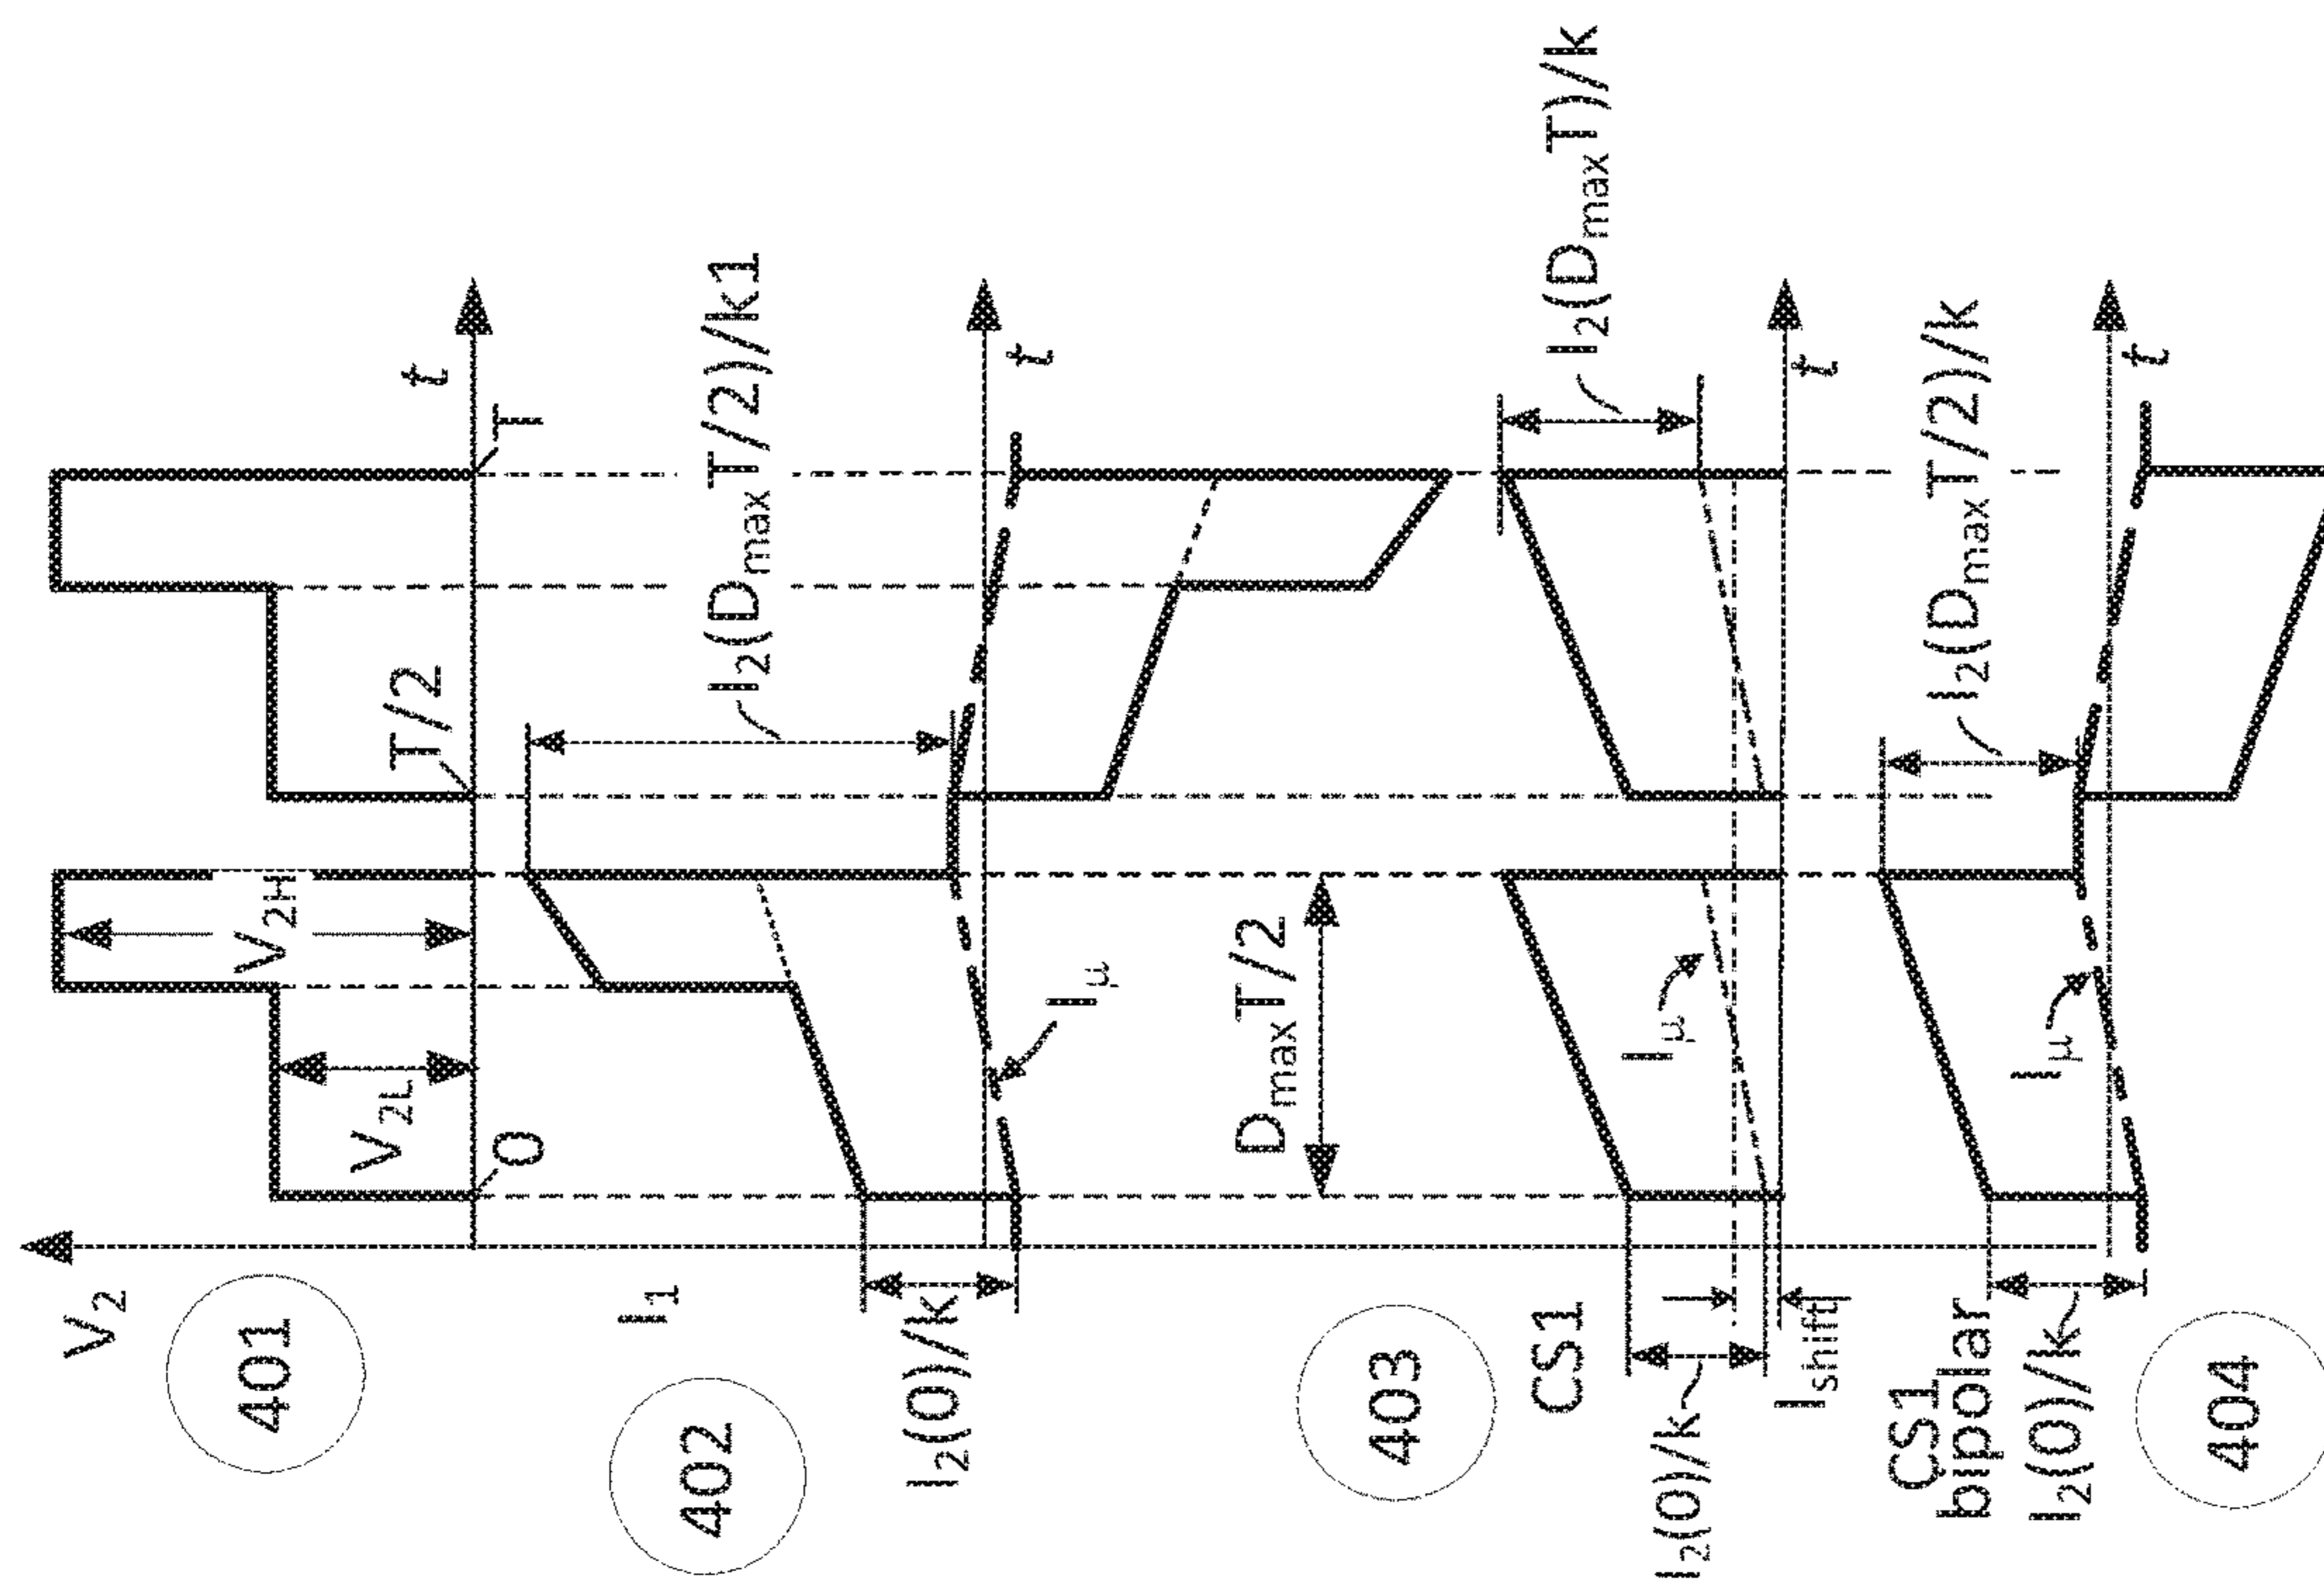 V₂
401
V₂L
V₂H
0
T/2
T
t
I₁
402
I₂(0)/k
Iμ
I₂(DmaxT/2)/k1
t
DmaxT/2
403
CS1
I₂(0)/k
Ishift
Iμ
I₂(DmaxT)/k
t
CS1
bipolar
I₂(0)/k
404
Iμ
I₂(DmaxT/2)/k
t